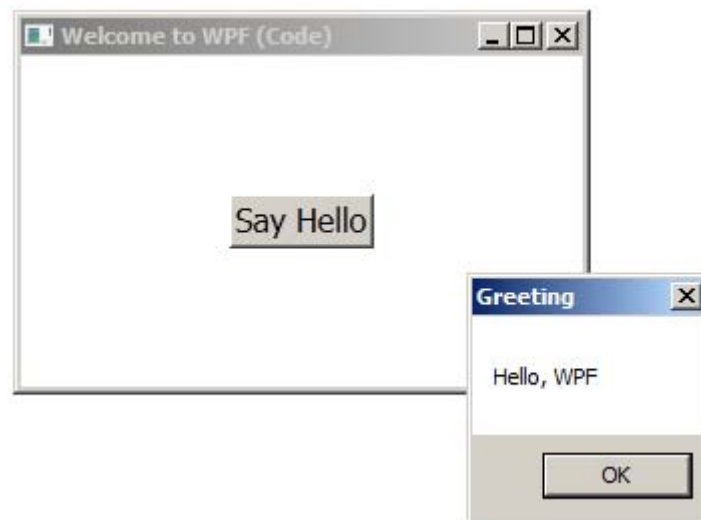 Welcome to WPF (Code)
Say Hello
Greeting
Hello, WPF
OK